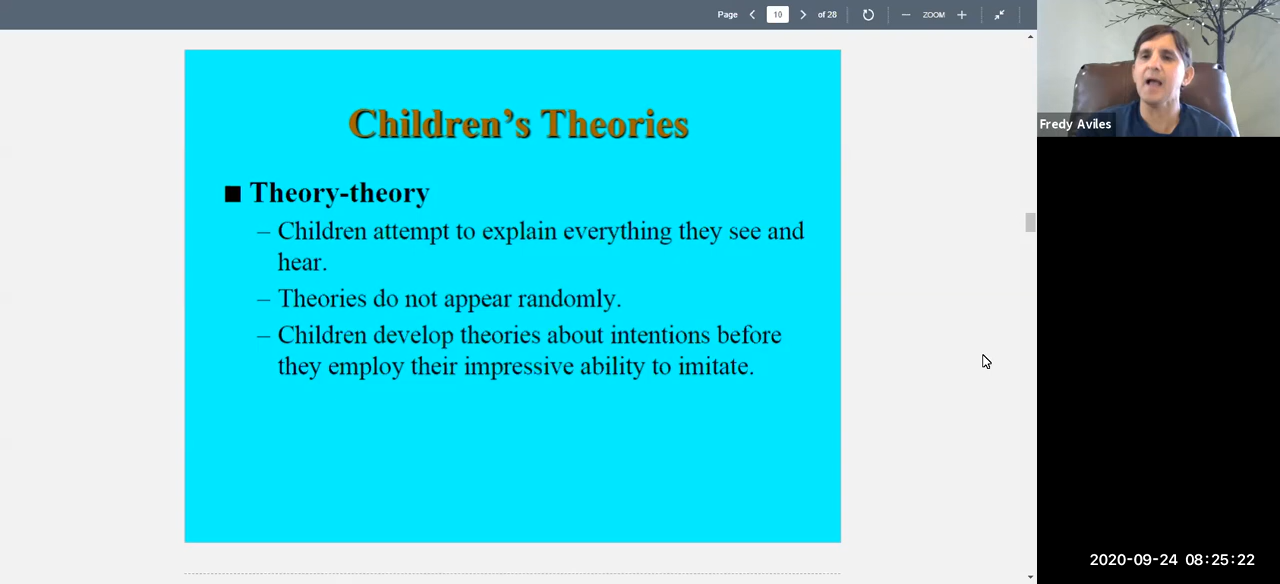 Page 10 of 28 ZOOM
Children's Theories
Theory-theory
– Children attempt to explain everything they see and
hear.
– Theories do not appear randomly.
– Children develop theories about intentions before
they employ their impressive ability to imitate.
Fredy Aviles
2020-09-24 08:25:22